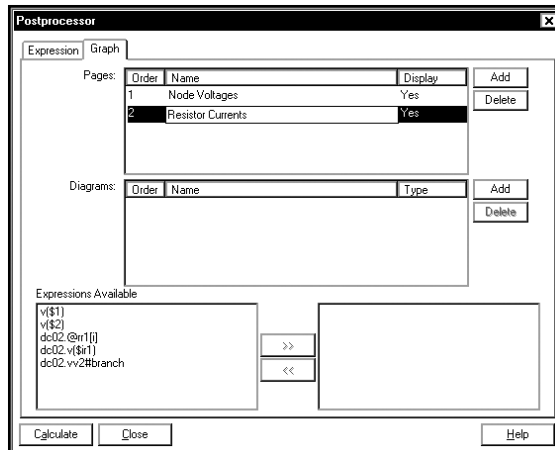 Postprocessor
Expression Graph
Pages: Order Name Display Add
1 Node Voltages Yes Delete
2 Resistor Currents Yes
Diagrams: Order Name Type Add
Delete
Expressions Available
v($1)
v($2)
dc02.@rr1[i]
dc02.v($ir1)
dc02.vv2#branch
>>
<<
Calculate Close Help